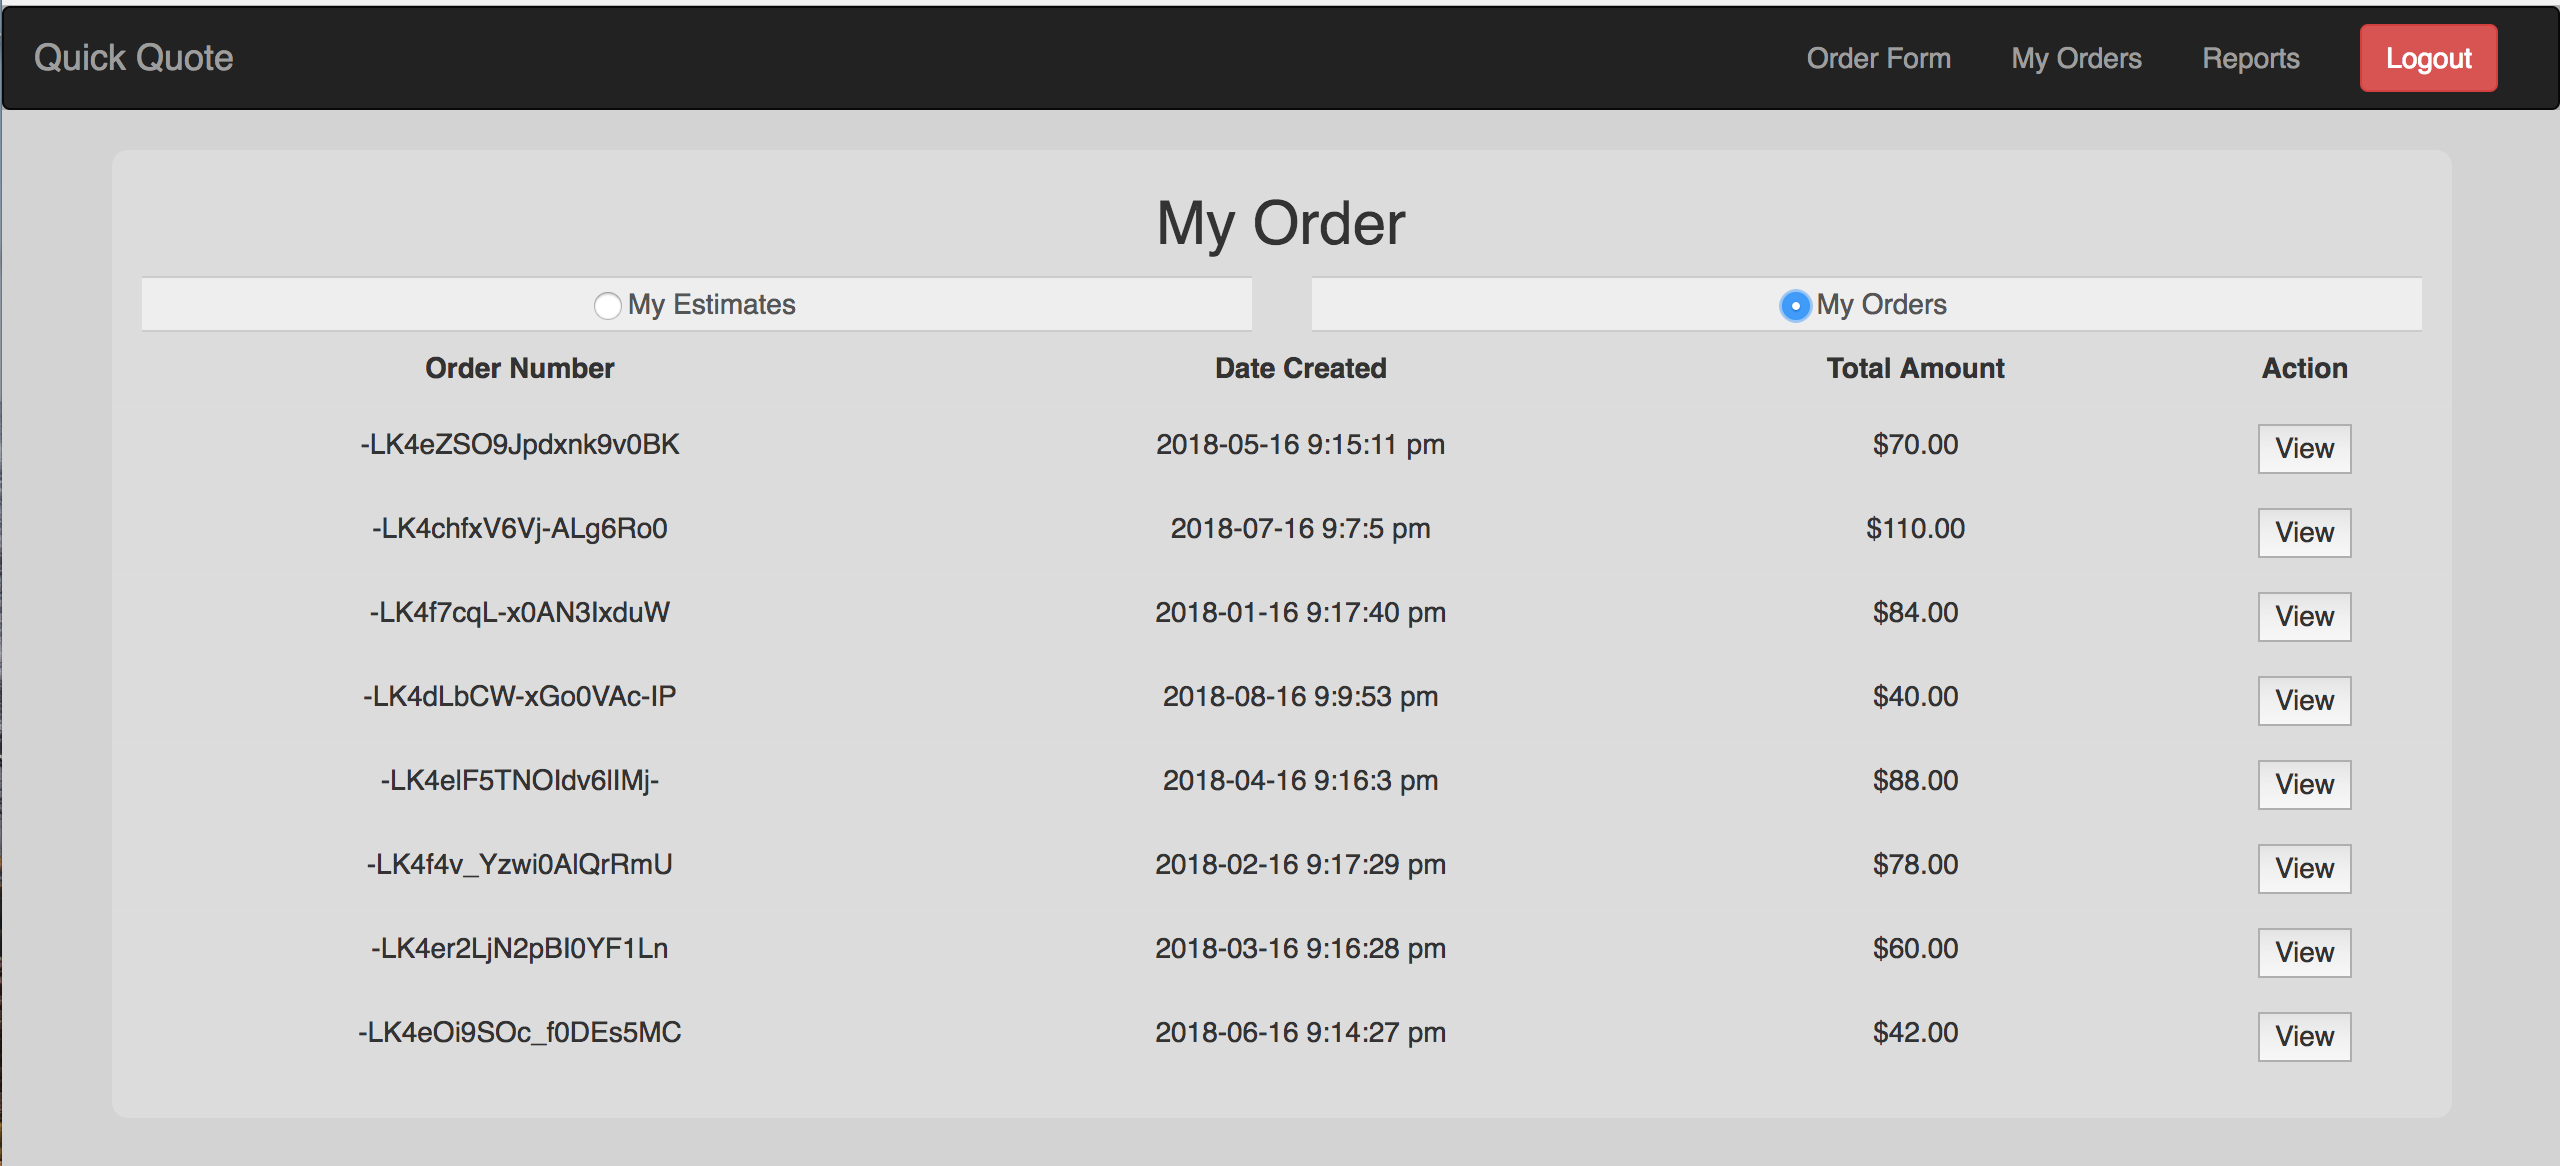 Quick Quote Order Form My Orders Reports Logout
My Order
My Estimates My Orders
Order Number Date Created Total Amount Action
-LK4eZSO9Jpdxnk9v0BK 2018-05-16 9:15:11 pm $70.00 View
-LK4chfxV6Vj-ALg6Ro0 2018-07-16 9:7:5 pm $110.00 View
-LK4f7cqL-x0AN3IxduW 2018-01-16 9:17:40 pm $84.00 View
-LK4dLbCW-xGo0VAc-IP 2018-08-16 9:9:53 pm $40.00 View
-LK4elF5TNOIdv6lIMj- 2018-04-16 9:16:3 pm $88.00 View
-LK4f4v_Yzwi0AlQrRmU 2018-02-16 9:17:29 pm $78.00 View
-LK4er2LjN2pBI0YF1Ln 2018-03-16 9:16:28 pm $60.00 View
-LK4eOi9SOc_f0DEs5MC 2018-06-16 9:14:27 pm $42.00 View